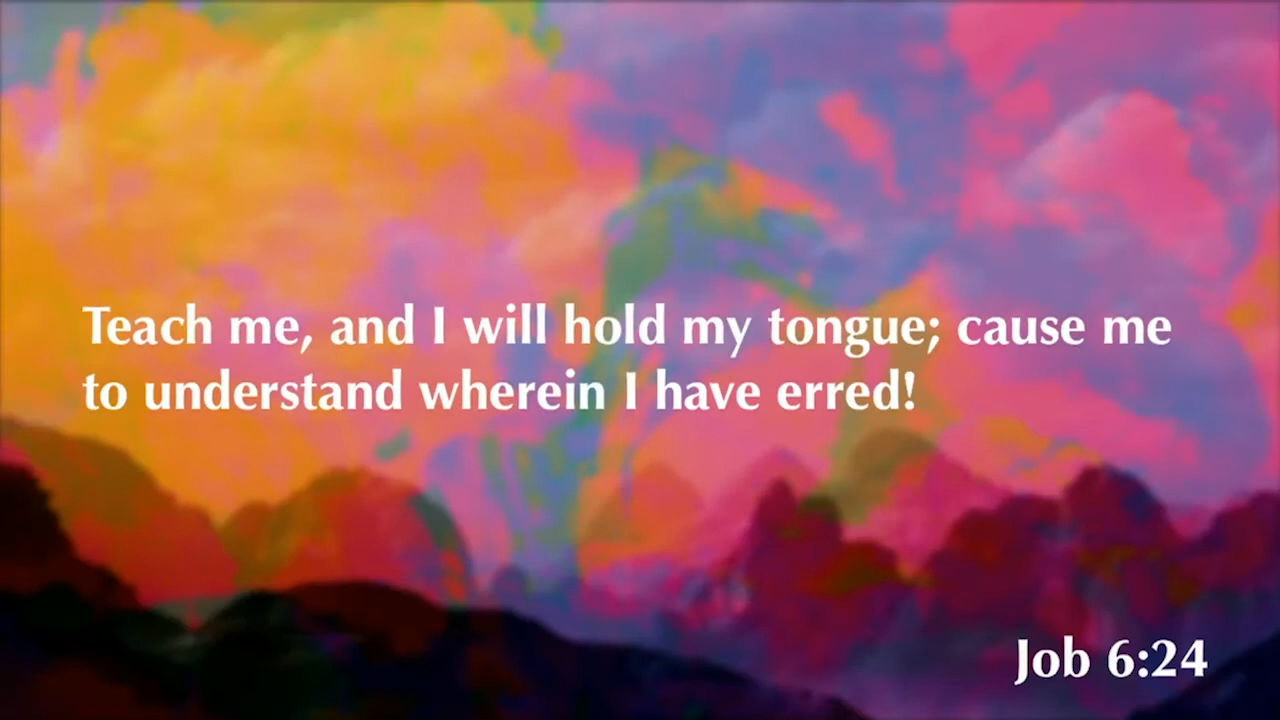 Teach me, and I will hold my tongue; cause me
to understand wherein I have erred!
Job 6:24